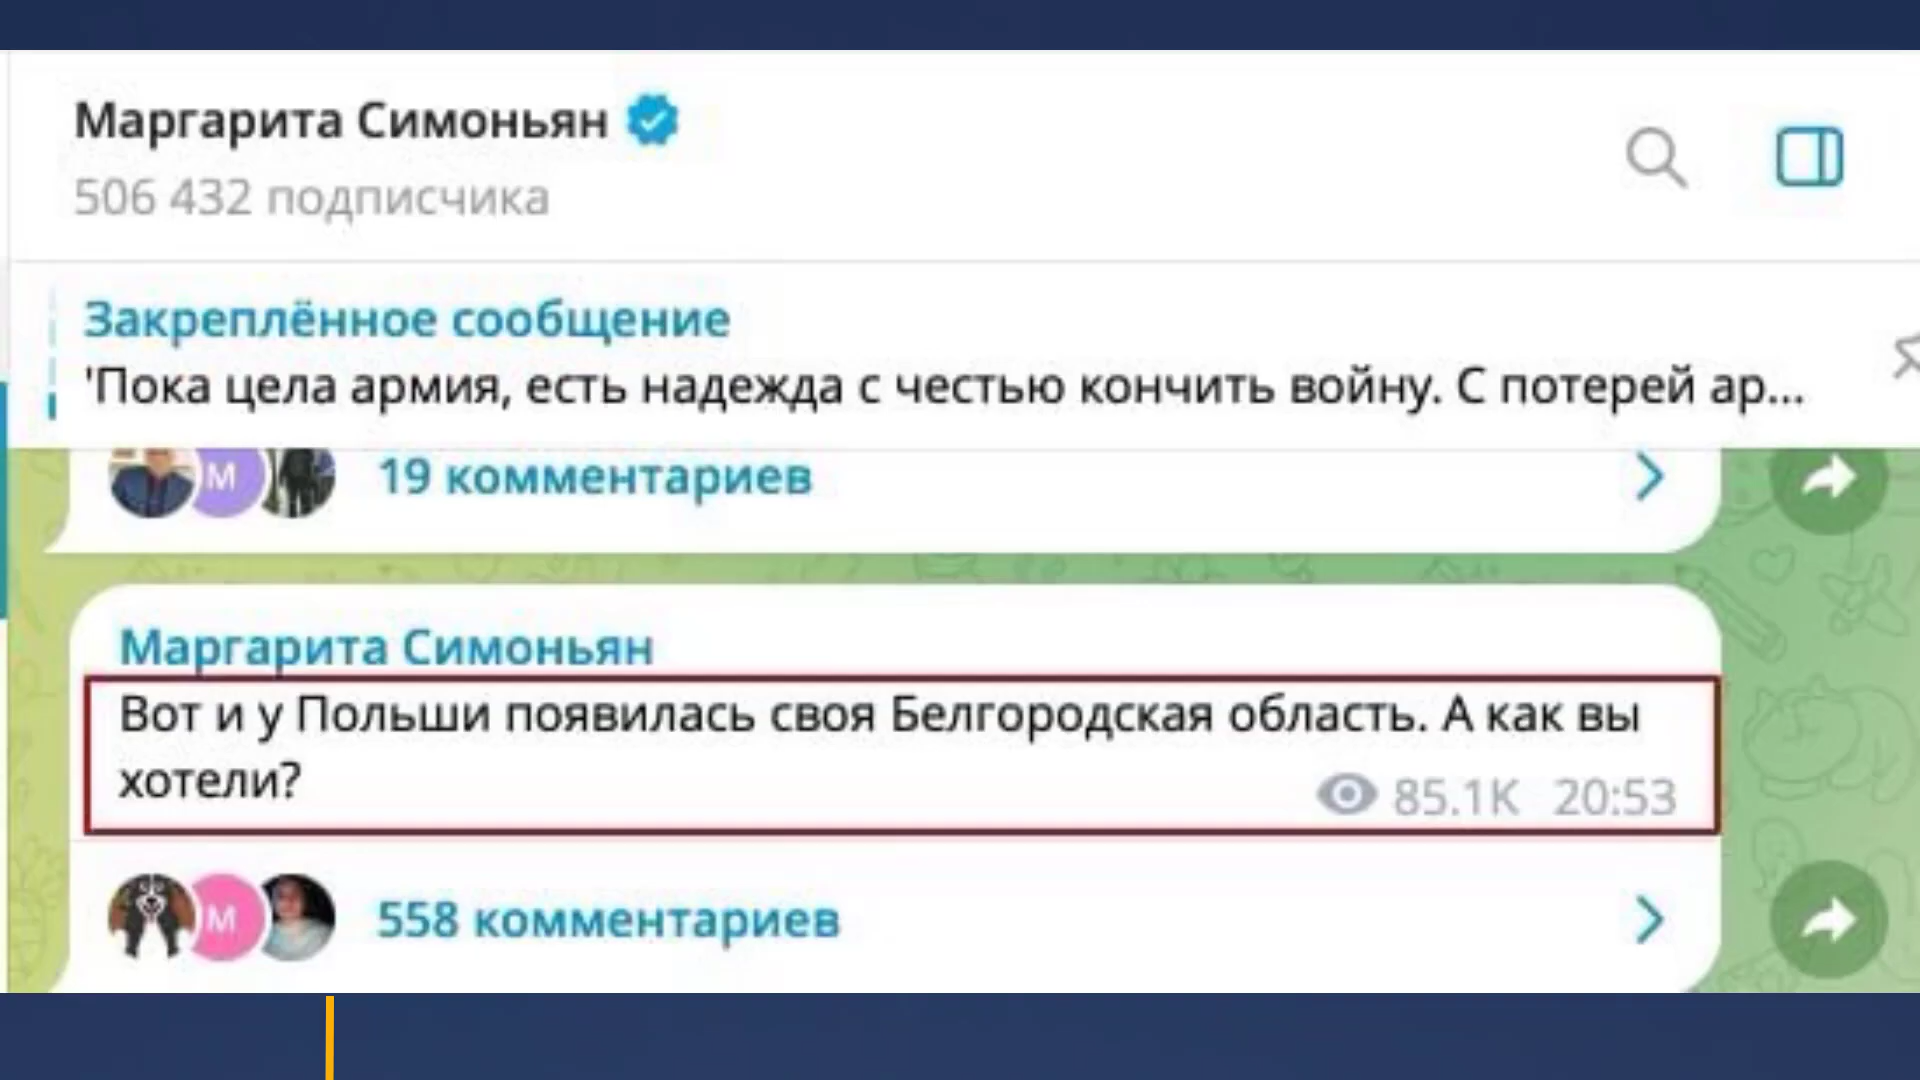 Маргарита Симоньян
506 432 подписчика
Закреплённое сообщение
'Пока цела армия, есть надежда с честью кончить войну. С потерей ар...
М
19 комментариев
Маргарита Симоньян
Вот и у Польши появилась своя Белгородская область. А как вы
хотели?
85.1K 20:53
М
558 комментариев